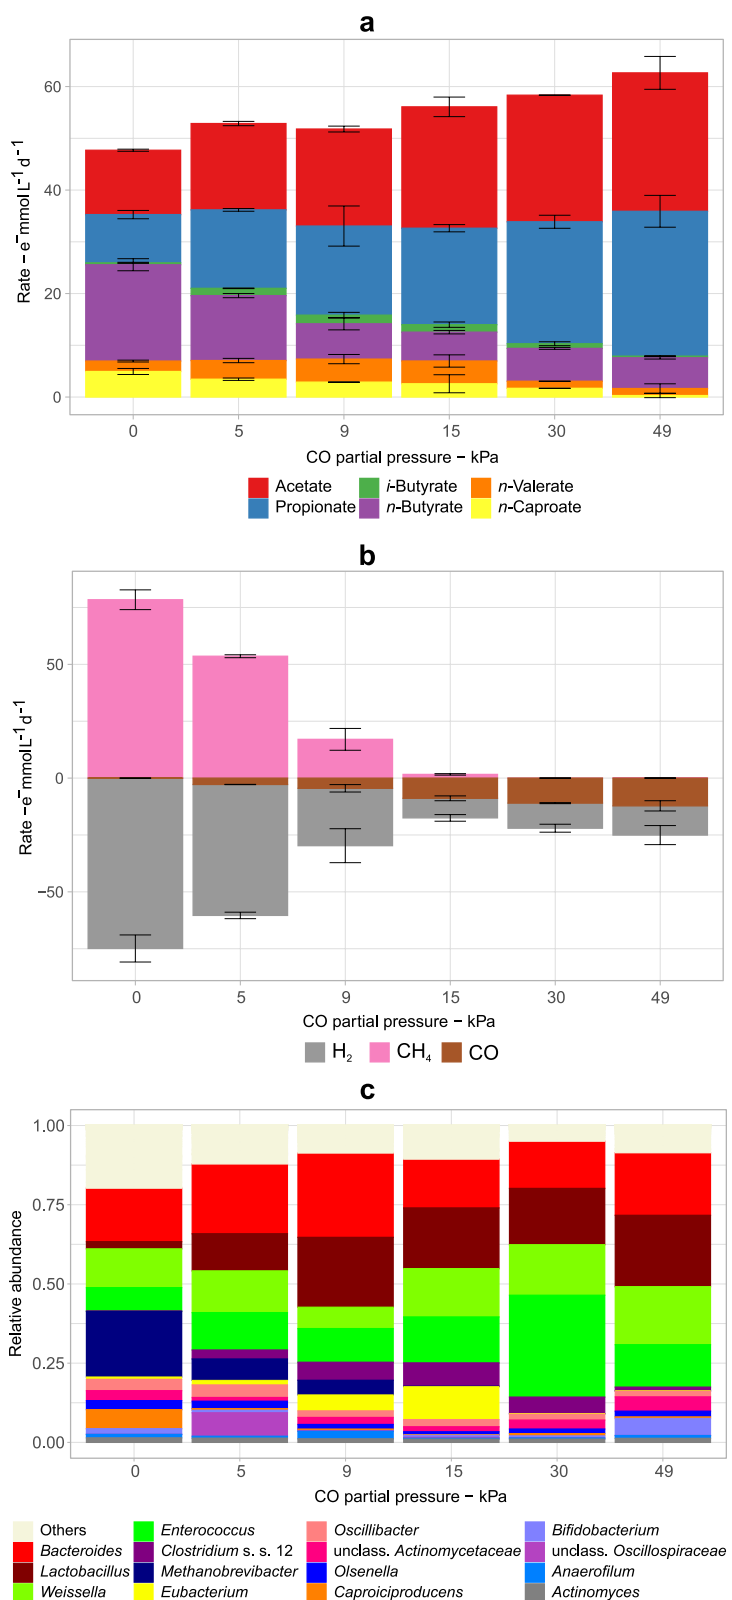 a
60
40
20
0
Rate – e⁻mmol L⁻¹ d⁻¹
0 5 9 15 30 49
CO partial pressure – kPa
Acetate i-Butyrate n-Valerate
Propionate n-Butyrate n-Caproate
b
50
0
−50
Rate –e⁻mmolL⁻¹d⁻¹
0 5 9 15 30 49
CO partial pressure – kPa
H₂ CH₄ CO
c
1.00
0.75
0.50
0.25
0.00
Relative abundance
0 5 9 15 30 49
CO partial pressure – kPa
Others Enterococcus Oscillibacter Bifidobacterium
Bacteroides Clostridium s. s. 12 unclass. Actinomycetaceae unclass. Oscillospiraceae
Lactobacillus Methanobrevibacter Olsenella Anaerofilum
Weissella Eubacterium Caproiciproducens Actinomyces